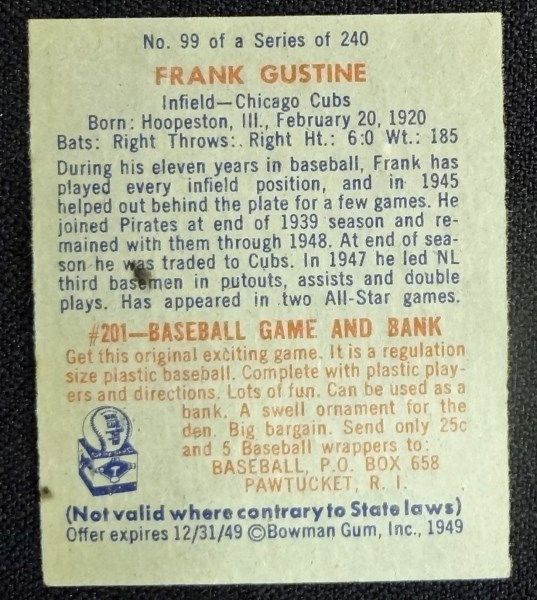 No. 99 of a Series of 240
FRANK GUSTINE
Infield—Chicago Cubs
Born: Hoopeston, Ill., February 20, 1920
Bats: Right Throws: Right Ht.: 6:0 Wt.: 185
During his eleven years in baseball, Frank has
played every infield position, and in 1945
helped out behind the plate for a few games. He
joined Pirates at end of 1939 season and re-
mained with them through 1948. At end of sea-
son he was traded to Cubs. In 1947 he led NL
third basemen in putouts, assists and double
plays. Has appeared in two All-Star games.
#201—BASEBALL GAME AND BANK
Get this original exciting game. It is a regulation
size plastic baseball. Complete with plastic play-
ers and directions. Lots of fun. Can be used as a
bank. A swell ornament for the
den. Big bargain. Send only 25c
and 5 Baseball wrappers to:
BASEBALL, P.O. BOX 658
PAWTUCKET, R. I.
(Not valid where contrary to State laws)
Offer expires 12/31/49 ©Bowman Gum, Inc., 1949